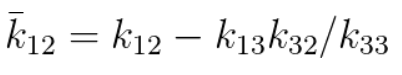 k̄₁₂ = k₁₂ − k₁₃k₃₂/k₃₃